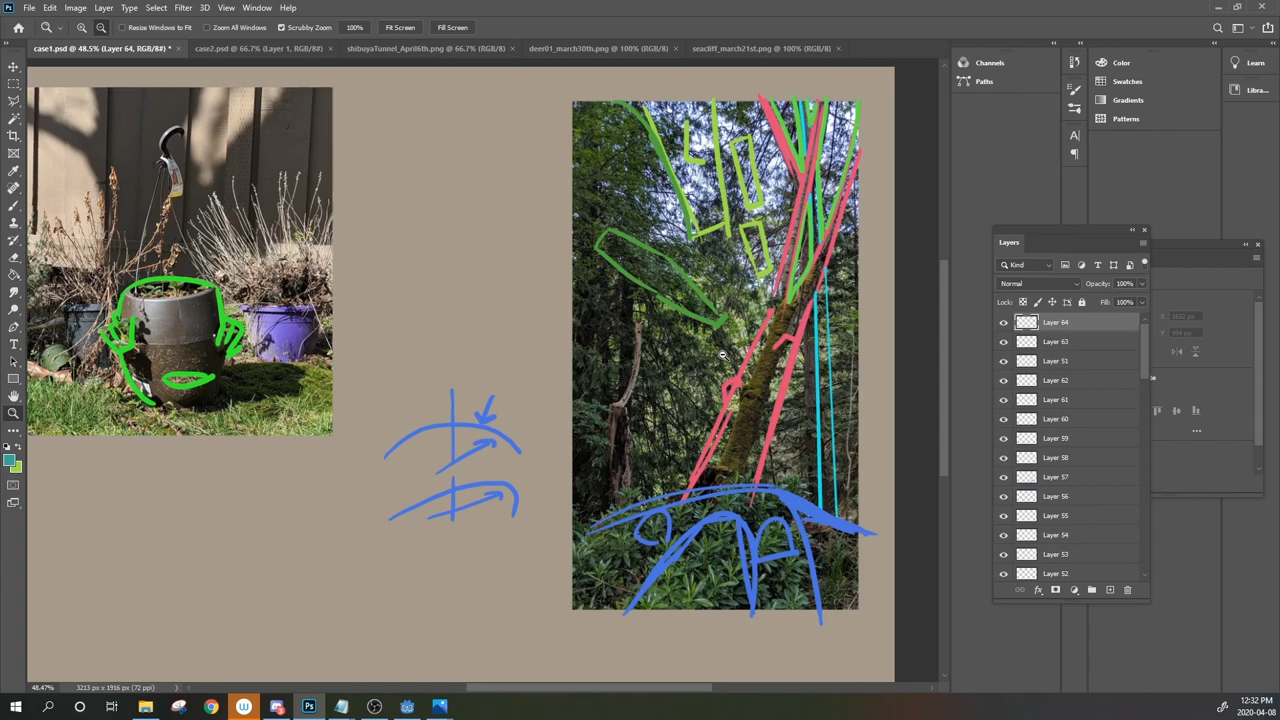 File Edit Image Layer Type Select Filter 3D View Window Help
Resize Windows to Fit Zoom All Windows Scrubby Zoom 100% Fit Screen Fill Screen
case1.psd @ 48.5% (Layer 64, RGB/8#) * × case2.psd @ 66.7% (Layer 1, RGB/8#) × shibuyaTunnel_April6th.png @ 66.7% (RGB/8) × deer01_march30th.png @ 100% (RGB/8) × seacliff_march21st.png @ 100% (RGB/8) ×
Channels
Paths
Color
Swatches
Gradients
Patterns
Learn
Libra...
Layers
Kind
Normal Opacity: 100%
Lock: Fill: 100%
Layer 64
Layer 63
Layer 51
Layer 62
Layer 61
Layer 60
Layer 59
Layer 58
Layer 57
Layer 56
Layer 55
Layer 54
Layer 53
Layer 52
X: 1632 px
Y: 994 px
48.47% 3213 px x 1916 px (72 ppi)
12:32 PM
2020-04-08